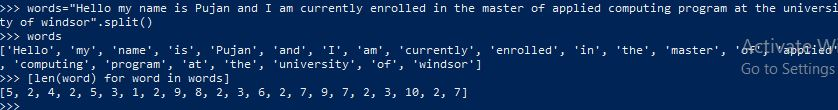 >>> words="Hello my name is Pujan and I am currently enrolled in the master of applied computing program at the universi
ty of windsor".split()
>>> words
['Hello', 'my', 'name', 'is', 'Pujan', 'and', 'I', 'am', 'currently', 'enrolled', 'in', 'the', 'master', 'of', 'applied'
, 'computing', 'program', 'at', 'the', 'university', 'of', 'windsor']
>>> [len(word) for word in words]
[5, 2, 4, 2, 5, 3, 1, 2, 9, 8, 2, 3, 6, 2, 7, 9, 7, 2, 3, 10, 2, 7]
>>>
Activate W
Go to Settings